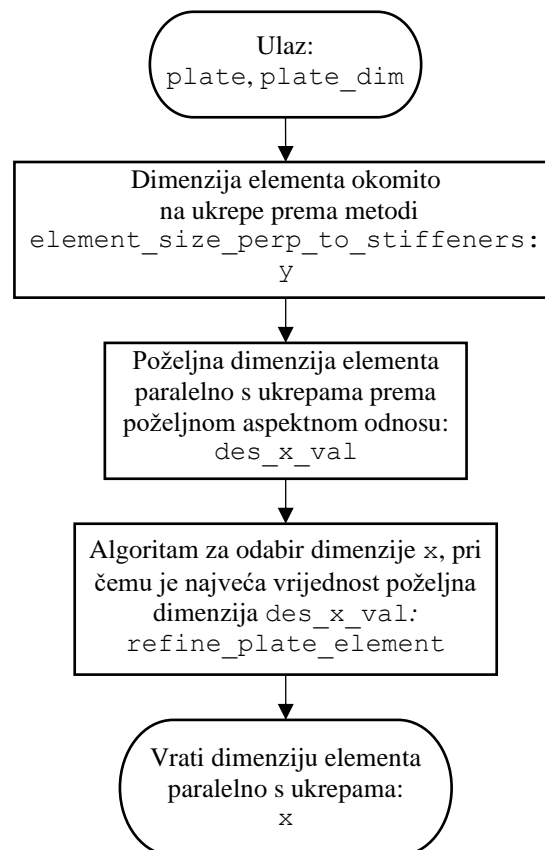 Ulaz:
plate, plate_dim
Dimenzija elementa okomito
na ukrepe prema metodi
element_size_perp_to_stiffeners:
y
Poželjna dimenzija elementa
paralelno s ukrepama prema
poželjnom aspektnom odnosu:
des_x_val
Algoritam za odabir dimenzije x, pri
čemu je najveća vrijednost poželjna
dimenzija des_x_val:
refine_plate_element
Vrati dimenziju elementa
paralelno s ukrepama:
x